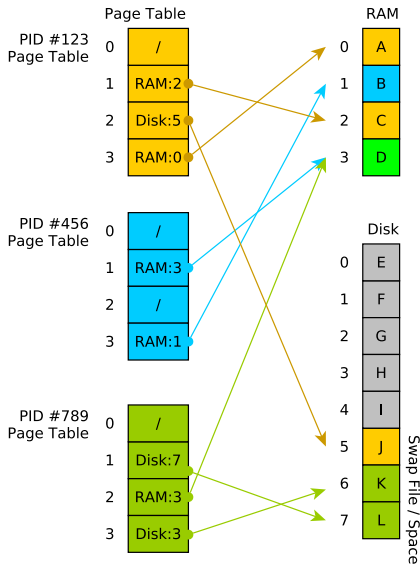 Page Table
RAM
PID #123
Page Table
0 /
1 RAM:2
2 Disk:5
3 RAM:0
0 A
1 B
2 C
3 D
PID #456
Page Table
0 /
1 RAM:3
2 /
3 RAM:1
Disk
0 E
1 F
2 G
3 H
4 I
5 J
6 K
7 L
PID #789
Page Table
0 /
1 Disk:7
2 RAM:3
3 Disk:3
Swap File / Space